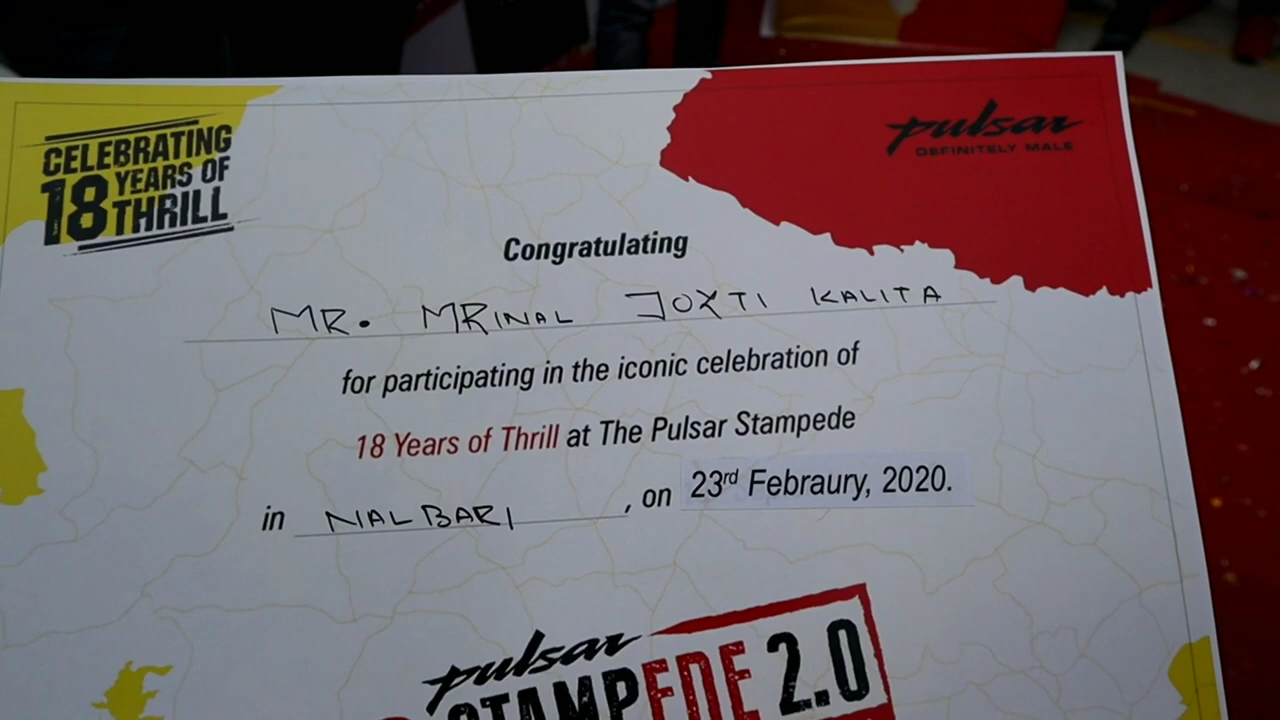 CELEBRATING
18 YEARS OF
THRILL
pulsar
DEFINITELY MALE
Congratulating
MR. MRINAL JOYTI KALITA
for participating in the iconic celebration of
18 Years of Thrill at The Pulsar Stampede
in NALBARI, on 23rd Febraury, 2020.
pulsar
STAMPEDE 2.0